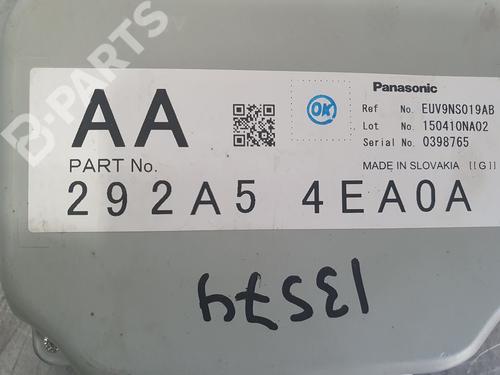 B-PARTS
AA
OK
Panasonic
Ref No. EUV9NS019AB
Lot No. 150410NA02
Serial No. 0398765
PART No.
MADE IN SLOVAKIA [[G]]
292A5 4EA0A
13579